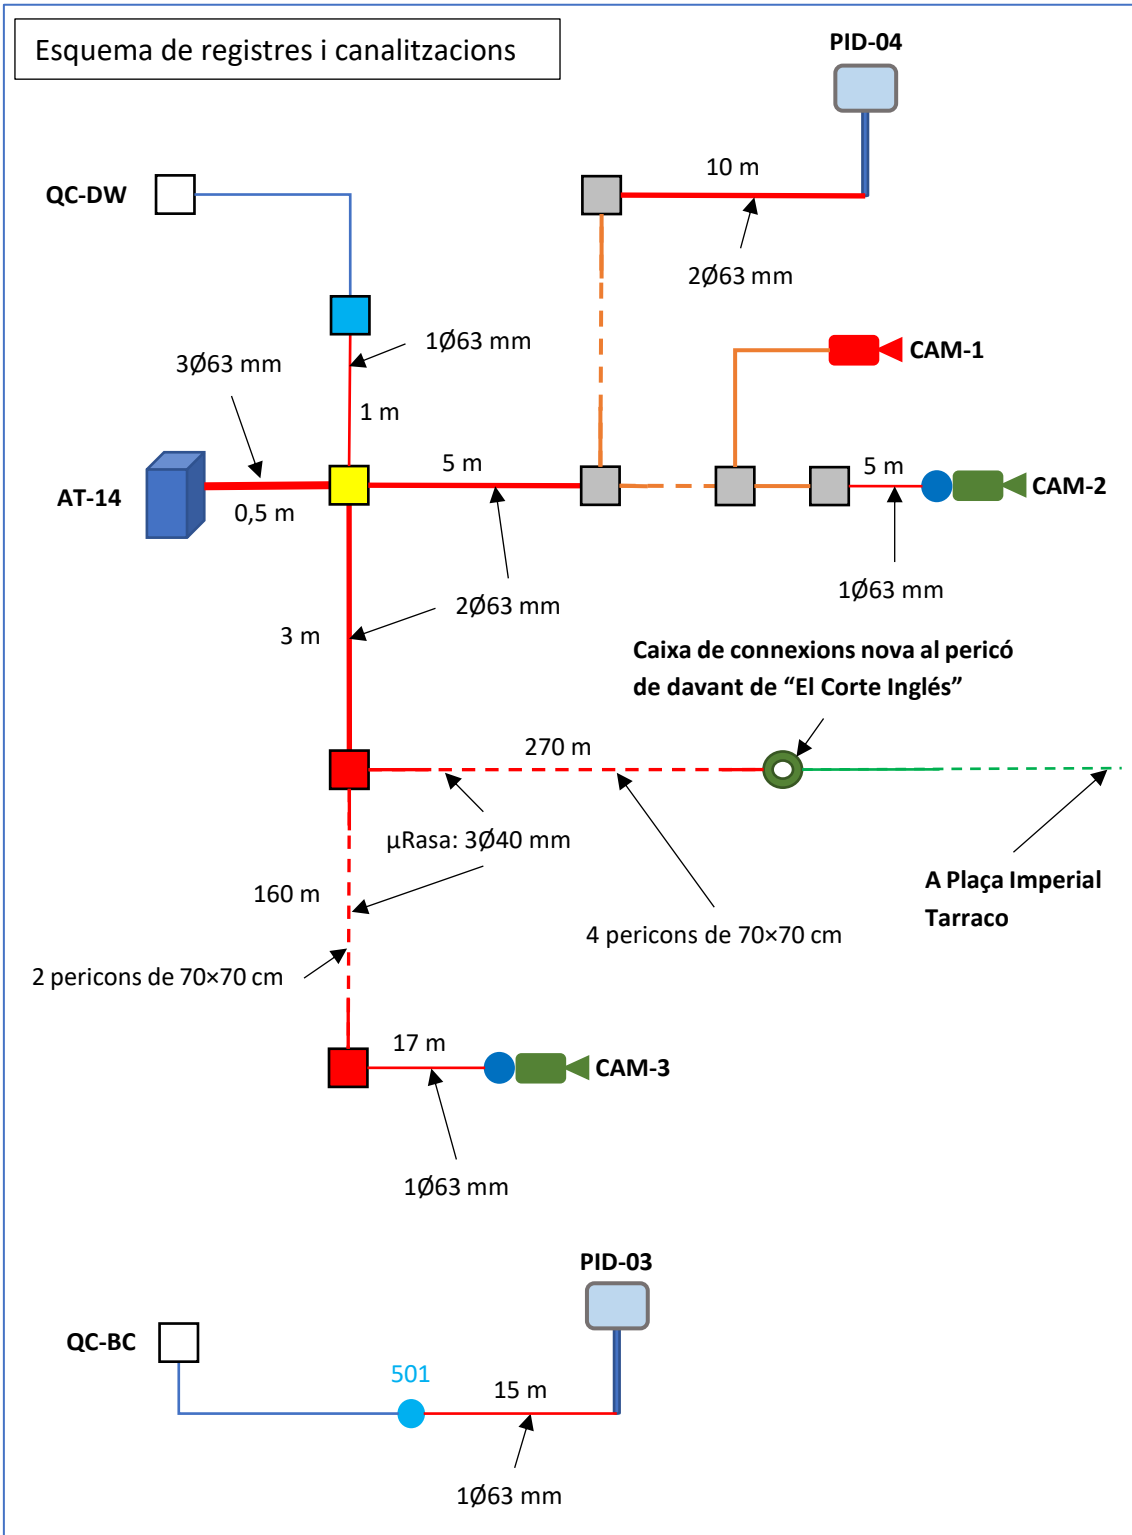 Esquema de registres i canalitzacions
PID-04
10 m
QC-DW
2Ø63 mm
1Ø63 mm
CAM-1
3Ø63 mm
1 m
5 m
5 m
AT-14
CAM-2
0,5 m
1Ø63 mm
2Ø63 mm
3 m
Caixa de connexions nova al pericó
de davant de “El Corte Inglés”
270 m
µRasa: 3Ø40 mm
160 m
A Plaça Imperial
Tarraco
4 pericons de 70×70 cm
2 pericons de 70×70 cm
17 m
CAM-3
1Ø63 mm
PID-03
QC-BC
501
15 m
1Ø63 mm